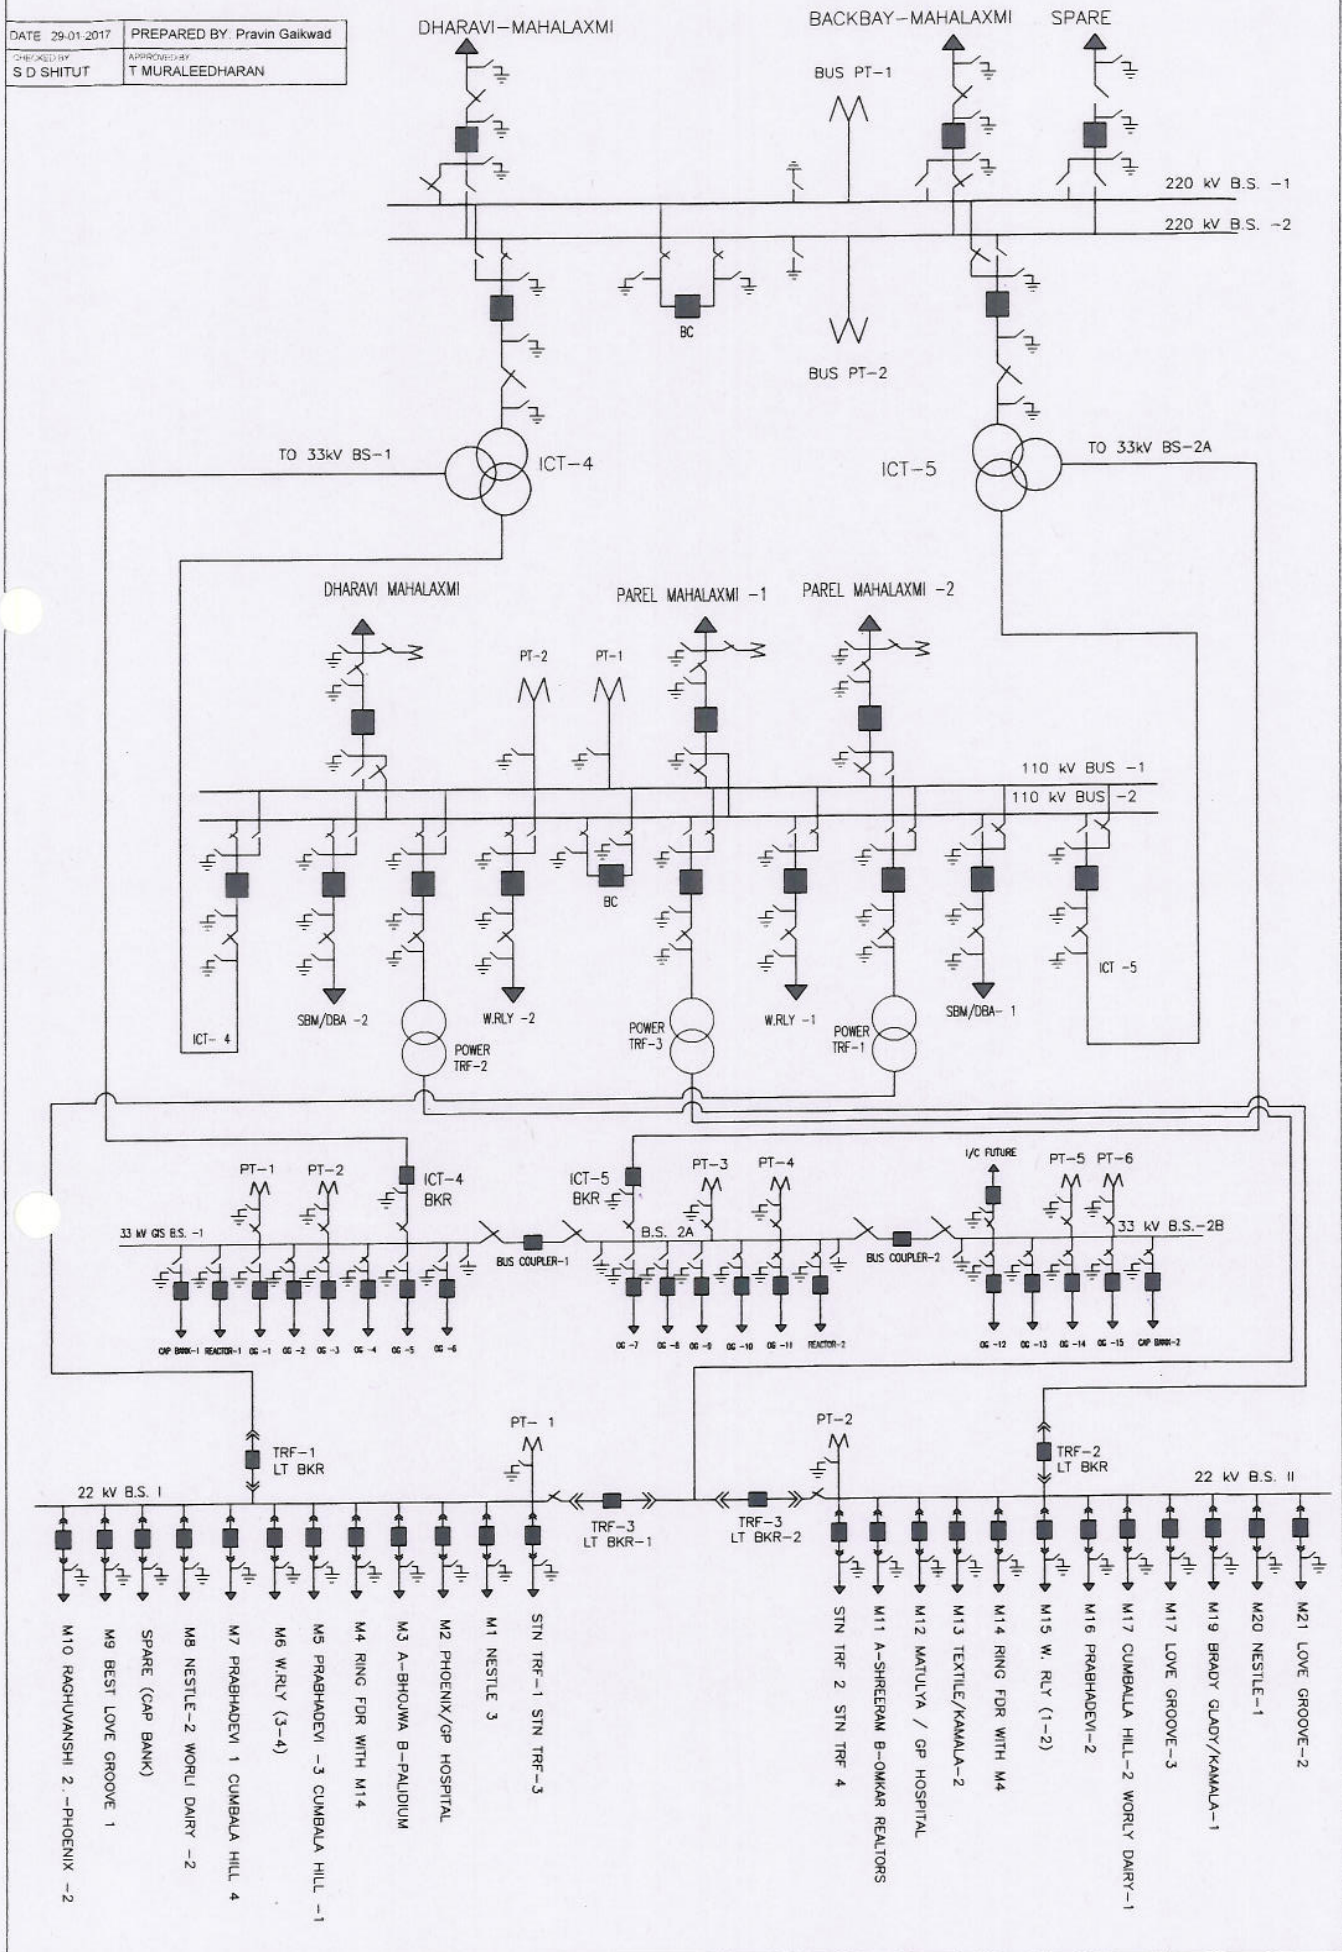 DATE 29-01-2017 PREPARED BY. Pravin Gaikwad
CHECKED BY APPROVED BY
S D SHITUT T MURALEEDHARAN
DHARAVI-MAHALAXMI
BACKBAY-MAHALAXMI SPARE
BUS PT-1
220 kV B.S. -1
220 kV B.S. -2
BC
BUS PT-2
TO 33kV BS-1
ICT-4
ICT-5
TO 33kV BS-2A
DHARAVI MAHALAXMI
PAREL MAHALAXMI -1
PAREL MAHALAXMI -2
PT-2
PT-1
110 kV BUS -1
110 kV BUS -2
BC
ICT -5
SBM/DBA -2
W.RLY -2
W.RLY -1
SBM/DBA- 1
ICT- 4
POWER
TRF-2
POWER
TRF-3
POWER
TRF-1
PT-1
PT-2
ICT-4
BKR
ICT-5
BKR
PT-3
PT-4
I/C FUTURE
PT-5
PT-6
33 kV GIS B.S. -1
BUS COUPLER-1
B.S. 2A
BUS COUPLER-2
33 kV B.S.-2B
CAP BANK-1
REACTOR-1
OG -1
OG -2
OG -3
OG -4
OG -5
OG -6
OG -7
OG -8
OG -9
OG -10
OG -11
REACTOR-2
OG -12
OG -13
OG -14
OG -15
CAP BANK-2
TRF-1
LT BKR
PT- 1
PT-2
TRF-2
LT BKR
22 kV B.S. I
22 kV B.S. II
TRF-3
LT BKR-1
TRF-3
LT BKR-2
M10 RAGHUVANSHI 2.-PHOENIX -2
M9 BEST LOVE GROOVE 1
SPARE (CAP BANK)
M8 NESTLE-2 WORLI DAIRY -2
M7 PRABHADEVI 1 CUMBALA HILL 4
M6 W.RLY (3-4)
M5 PRABHADEVI -3 CUMBALA HILL -1
M4 RING FDR WITH M14
M3 A-BHOJWA B-PALIDIUM
M2 PHOENIX/GP HOSPITAL
M1 NESTLE 3
STN TRF-1 STN TRF-3
STN TRF 2 STN TRF 4
M11 A-SHREERAM B-OMKAR REALTORS
M12 MATULYA / GP HOSPITAL
M13 TEXTILE/KAMALA-2
M14 RING FDR WITH M4
M15 W. RLY (1-2)
M16 PRABHADEVI-2
M17 CUMBALLA HILL-2 WORLY DAIRY-1
M17 LOVE GROOVE-3
M19 BRADY GLADY/KAMALA-1
M20 NESTLE-1
M21 LOVE GROOVE-2